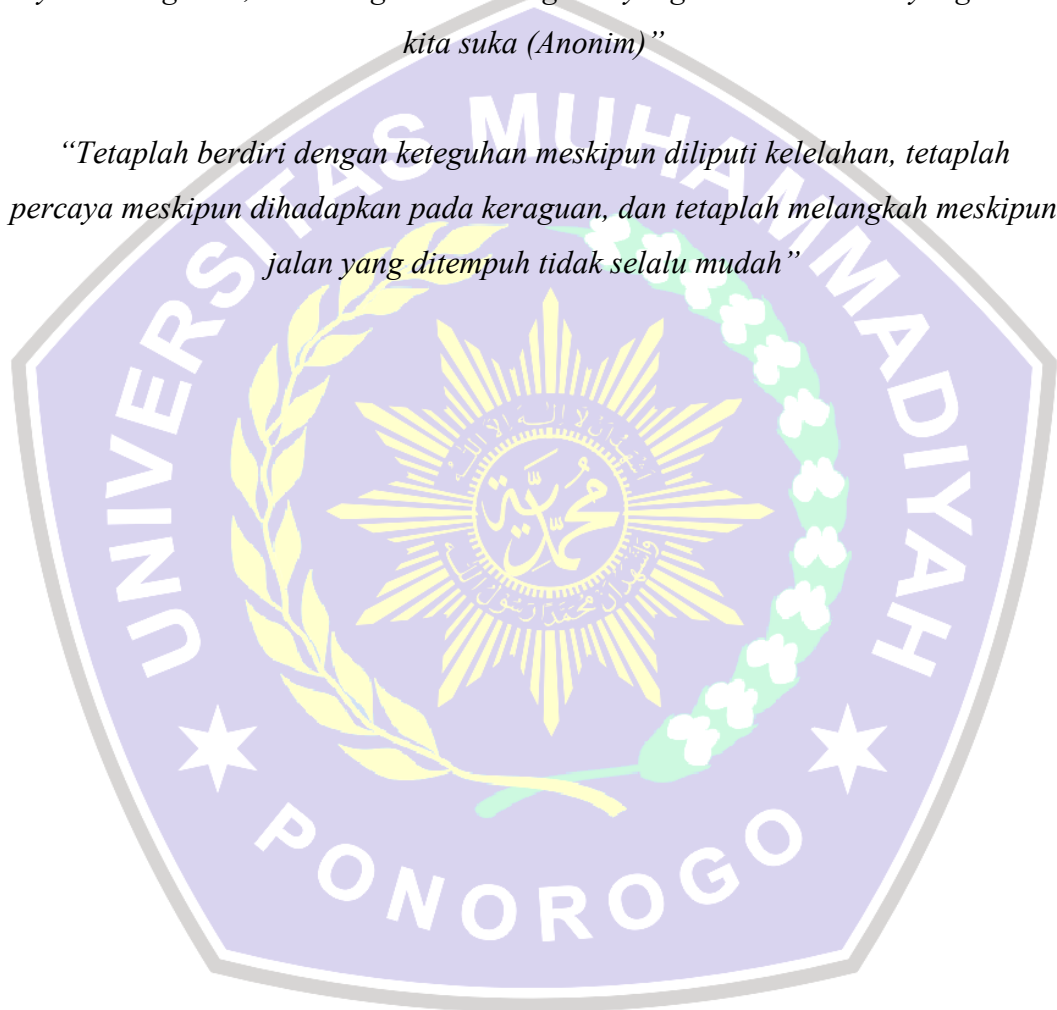 kita suka (Anonim)”
“Tetaplah berdiri dengan keteguhan meskipun diliputi kelelahan, tetaplah
percaya meskipun dihadapkan pada keraguan, dan tetaplah melangkah meskipun
jalan yang ditempuh tidak selalu mudah”
UNIVERSITAS MUHAMMADIYAH
محمدية
PONOROGO